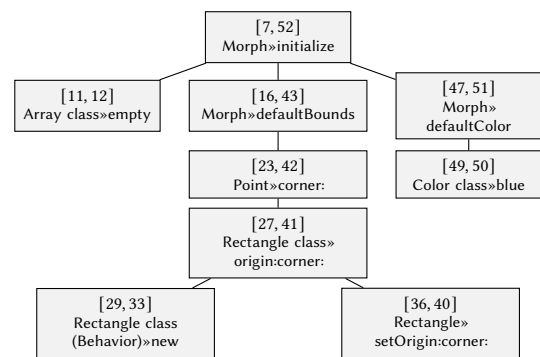 [7, 52]
Morph»initialize
[11, 12]
Array class»empty
[16, 43]
Morph»defaultBounds
[47, 51]
Morph»
defaultColor
[23, 42]
Point»corner:
[49, 50]
Color class»blue
[27, 41]
Rectangle class»
origin:corner:
[29, 33]
Rectangle class
(Behavior)»new
[36, 40]
Rectangle»
setOrigin:corner: